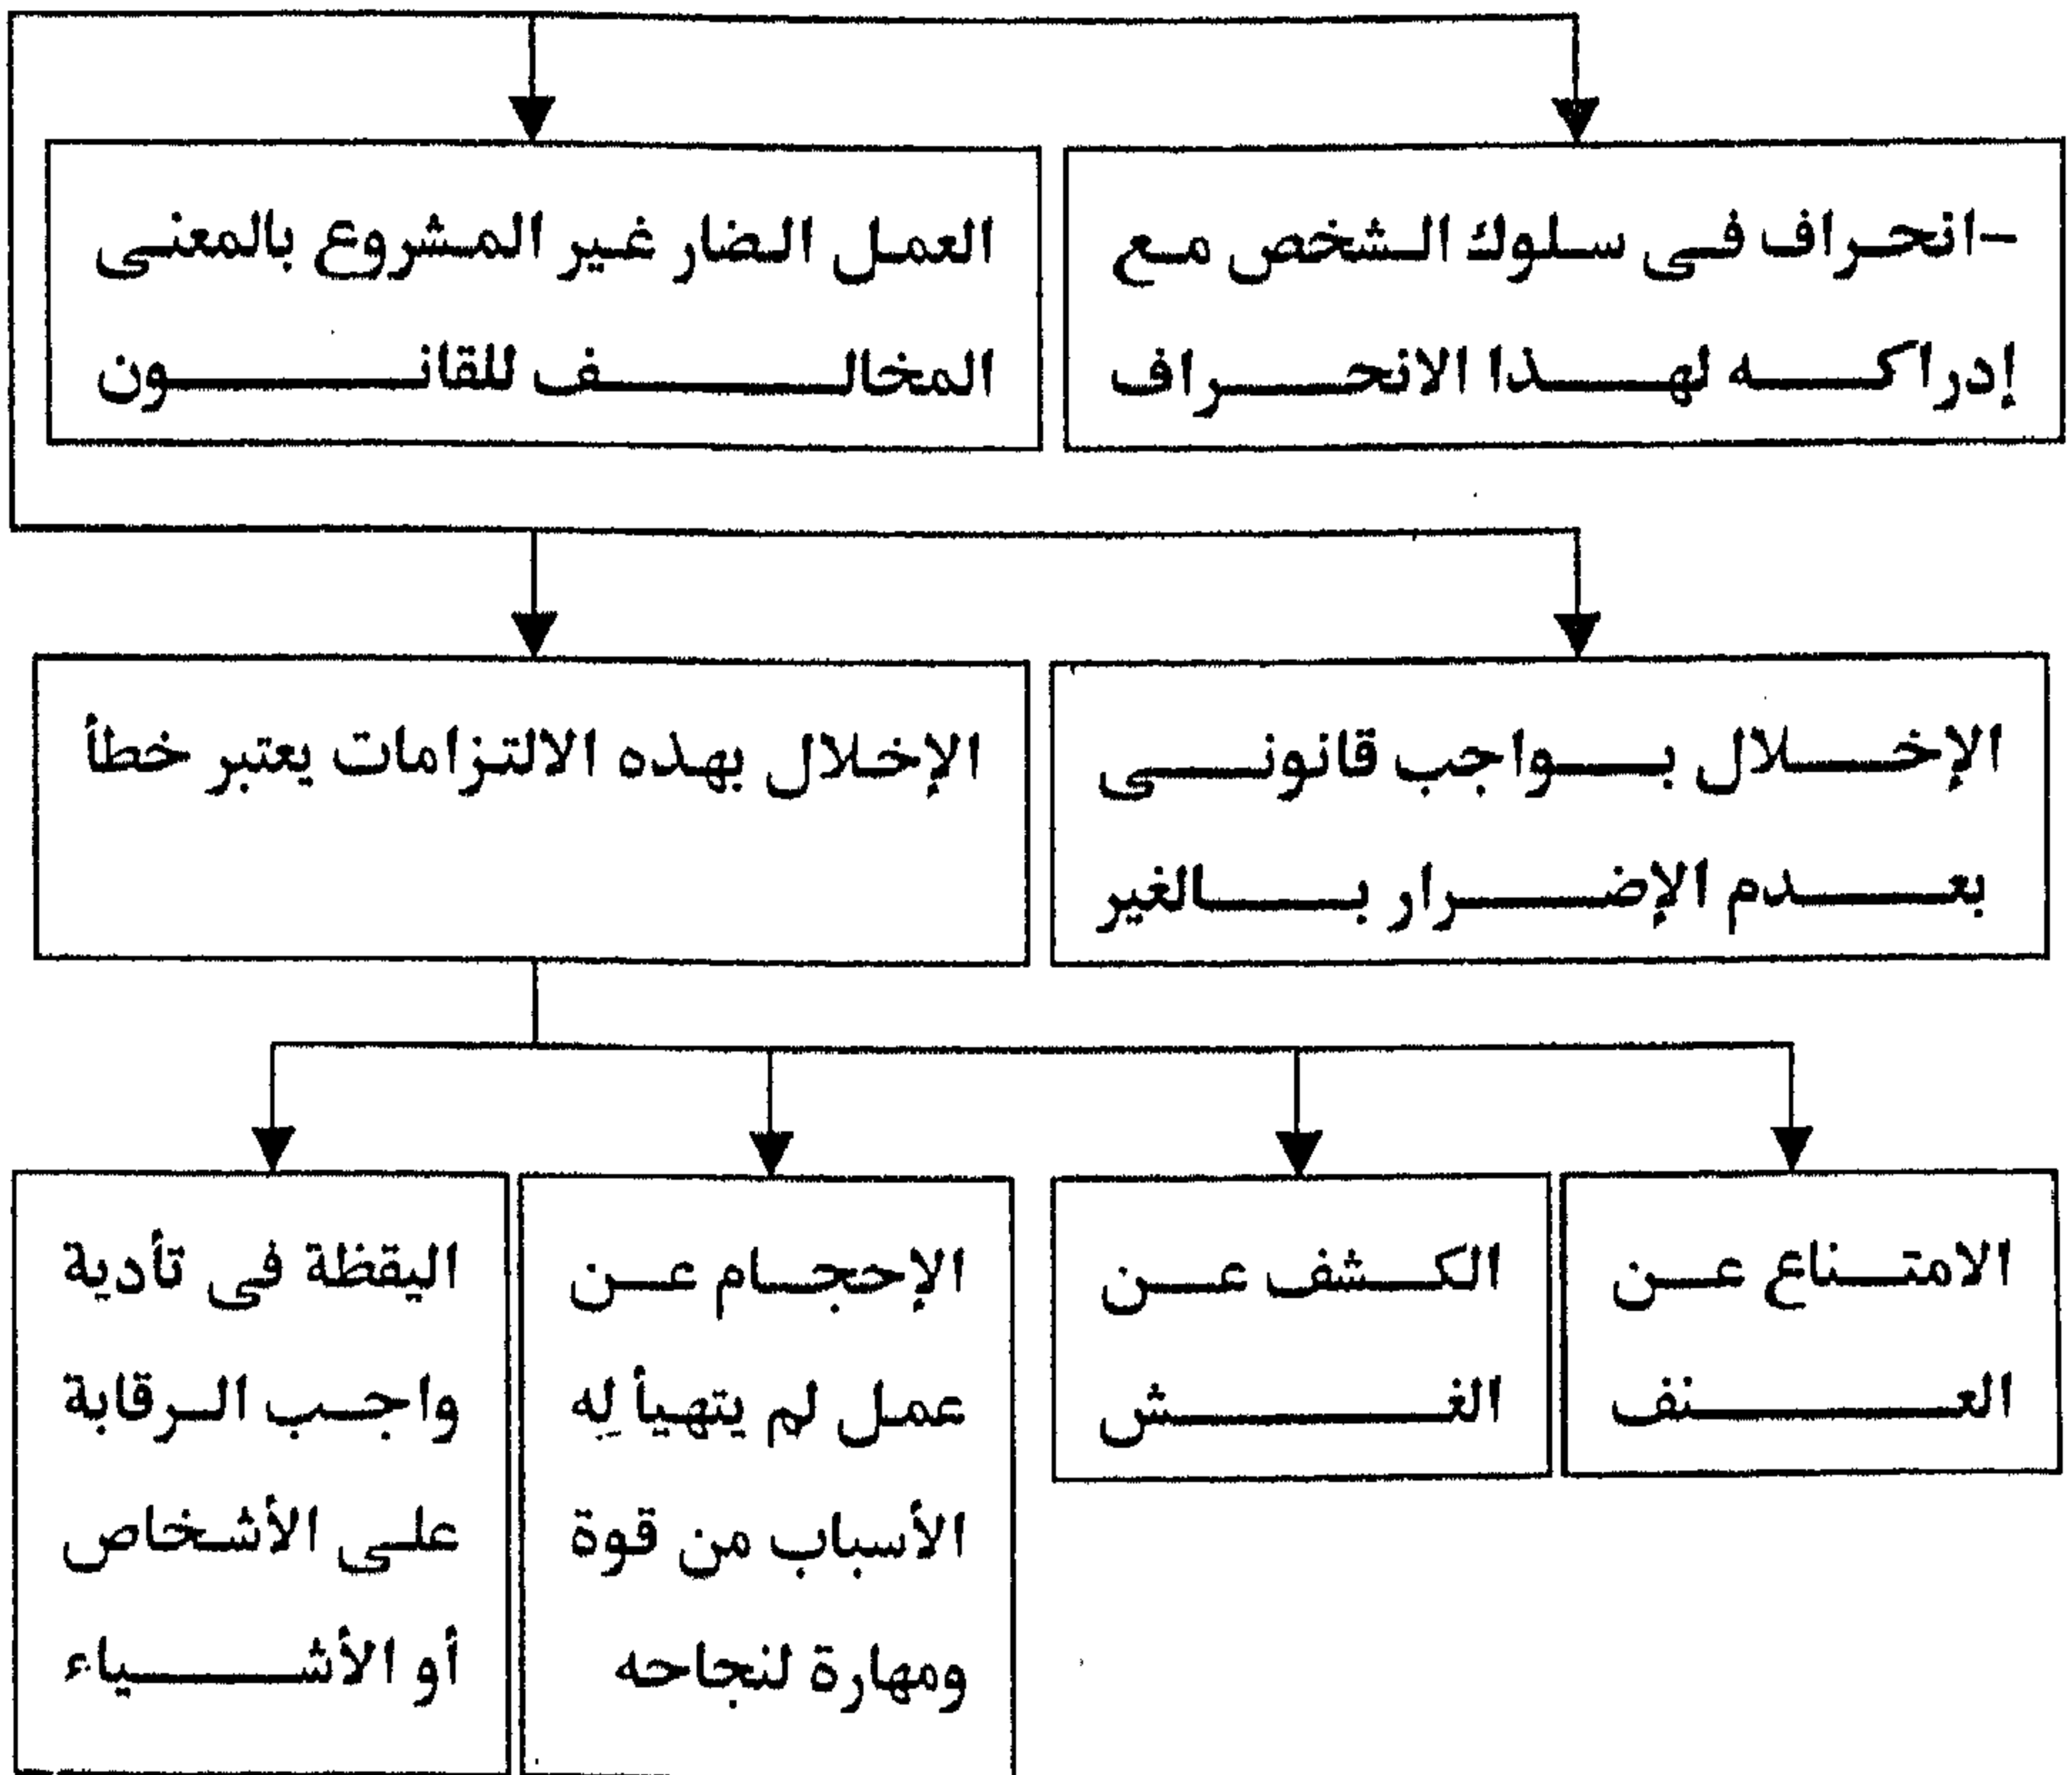 -انحراف فى سلوك الشخص مع
إدراكه لهذا الانحراف
العمل الضار غير المشروع بالمعنى
المخالف للقانون
الإخلال بواجب قانونى
بعدم الإضرار بالغير
الإخلال بهذه الالتزامات يعتبر خطأ
الامتناع عن
العنف
الكشف عن
الغش
الإحجام عن
عمل لم يتهيأ له
الأسباب من قوة
ومهارة لنجاحه
اليقظة فى تأدية
واجب الرقابة
على الأشخاص
أو الأشياء